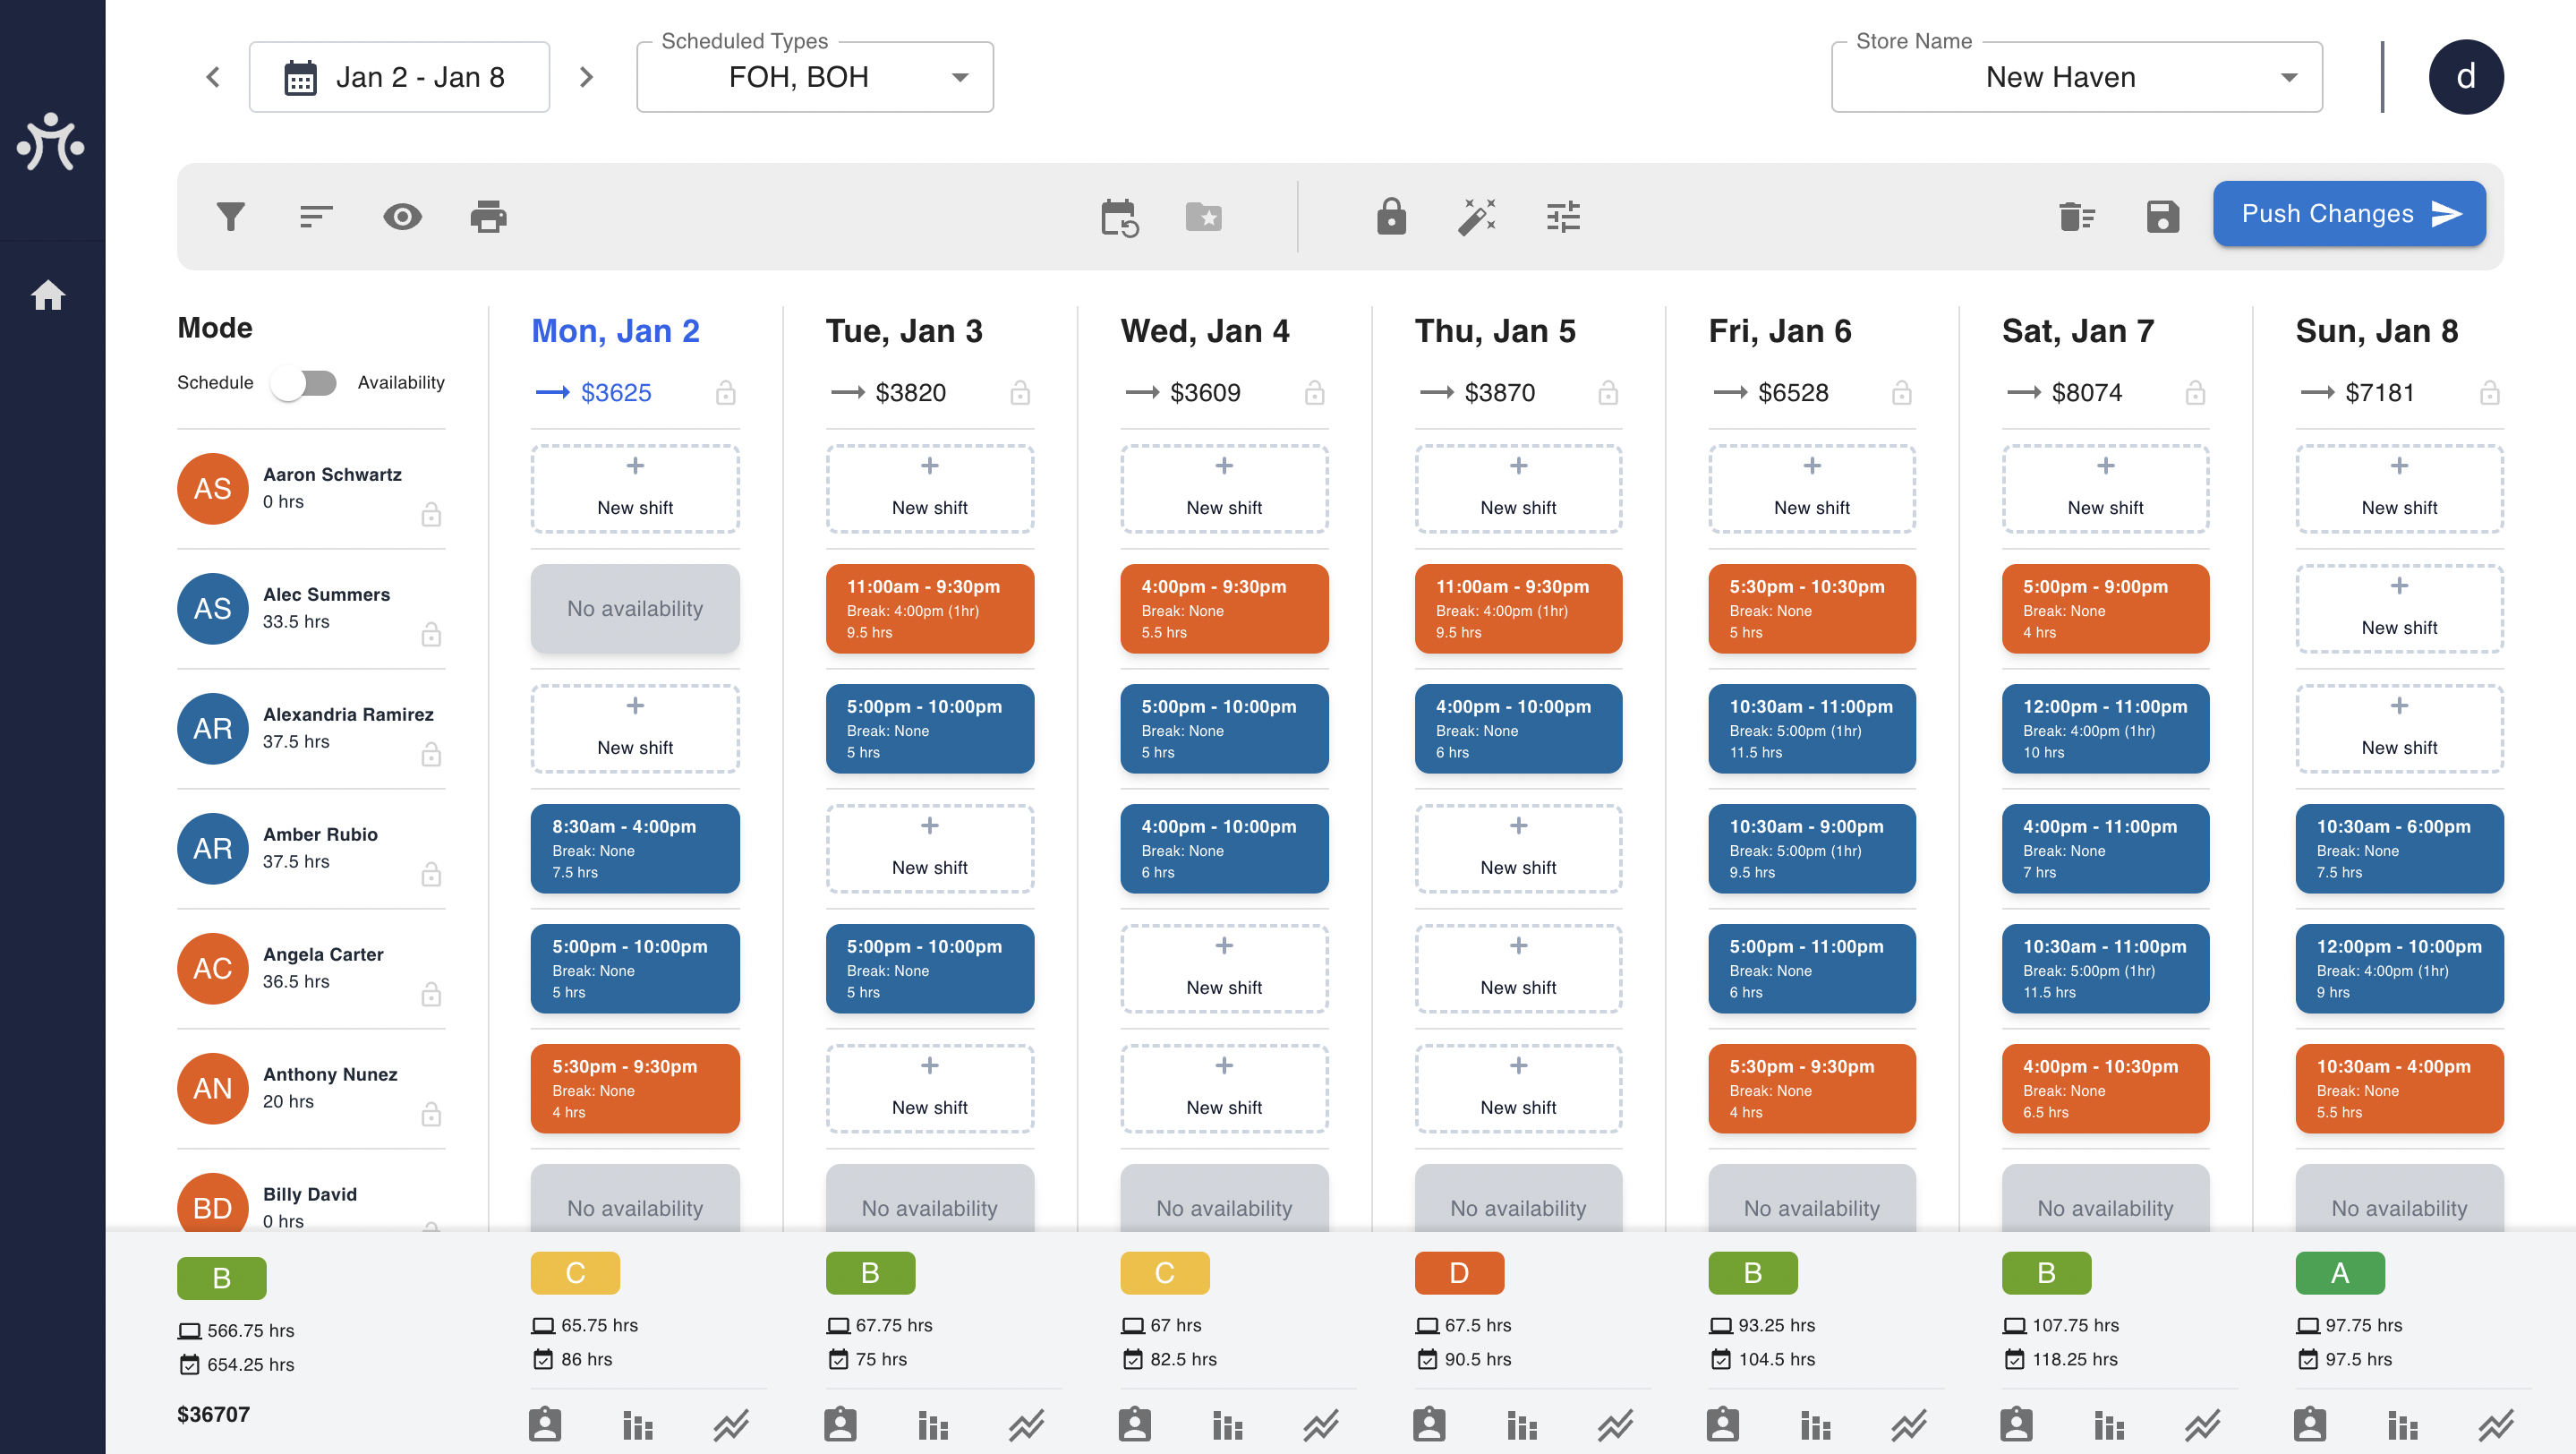 Jan 2 - Jan 8
Scheduled Types
FOH, BOH
Store Name
New Haven
d
Push Changes
Mode
Schedule
Availability
Mon, Jan 2
$3625
Tue, Jan 3
$3820
Wed, Jan 4
$3609
Thu, Jan 5
$3870
Fri, Jan 6
$6528
Sat, Jan 7
$8074
Sun, Jan 8
$7181
AS
Aaron Schwartz
0 hrs
+
New shift
+
New shift
+
New shift
+
New shift
+
New shift
+
New shift
+
New shift
AS
Alec Summers
33.5 hrs
No availability
11:00am - 9:30pm
Break: 4:00pm (1hr)
9.5 hrs
4:00pm - 9:30pm
Break: None
5.5 hrs
11:00am - 9:30pm
Break: 4:00pm (1hr)
9.5 hrs
5:30pm - 10:30pm
Break: None
5 hrs
5:00pm - 9:00pm
Break: None
4 hrs
+
New shift
AR
Alexandria Ramirez
37.5 hrs
+
New shift
5:00pm - 10:00pm
Break: None
5 hrs
5:00pm - 10:00pm
Break: None
5 hrs
4:00pm - 10:00pm
Break: None
6 hrs
10:30am - 11:00pm
Break: 5:00pm (1hr)
11.5 hrs
12:00pm - 11:00pm
Break: 4:00pm (1hr)
10 hrs
+
New shift
AR
Amber Rubio
37.5 hrs
8:30am - 4:00pm
Break: None
7.5 hrs
+
New shift
4:00pm - 10:00pm
Break: None
6 hrs
+
New shift
10:30am - 9:00pm
Break: 5:00pm (1hr)
9.5 hrs
4:00pm - 11:00pm
Break: None
7 hrs
10:30am - 6:00pm
Break: None
7.5 hrs
AC
Angela Carter
36.5 hrs
5:00pm - 10:00pm
Break: None
5 hrs
5:00pm - 10:00pm
Break: None
5 hrs
+
New shift
+
New shift
5:00pm - 11:00pm
Break: None
6 hrs
10:30am - 11:00pm
Break: 5:00pm (1hr)
11.5 hrs
12:00pm - 10:00pm
Break: 4:00pm (1hr)
9 hrs
AN
Anthony Nunez
20 hrs
5:30pm - 9:30pm
Break: None
4 hrs
+
New shift
+
New shift
+
New shift
5:30pm - 9:30pm
Break: None
4 hrs
4:00pm - 10:30pm
Break: None
6.5 hrs
10:30am - 4:00pm
Break: None
5.5 hrs
BD
Billy David
0 hrs
No availability
No availability
No availability
No availability
No availability
No availability
No availability
B
566.75 hrs
654.25 hrs
$36707
C
65.75 hrs
86 hrs
B
67.75 hrs
75 hrs
C
67 hrs
82.5 hrs
D
67.5 hrs
90.5 hrs
B
93.25 hrs
104.5 hrs
B
107.75 hrs
118.25 hrs
A
97.75 hrs
97.5 hrs